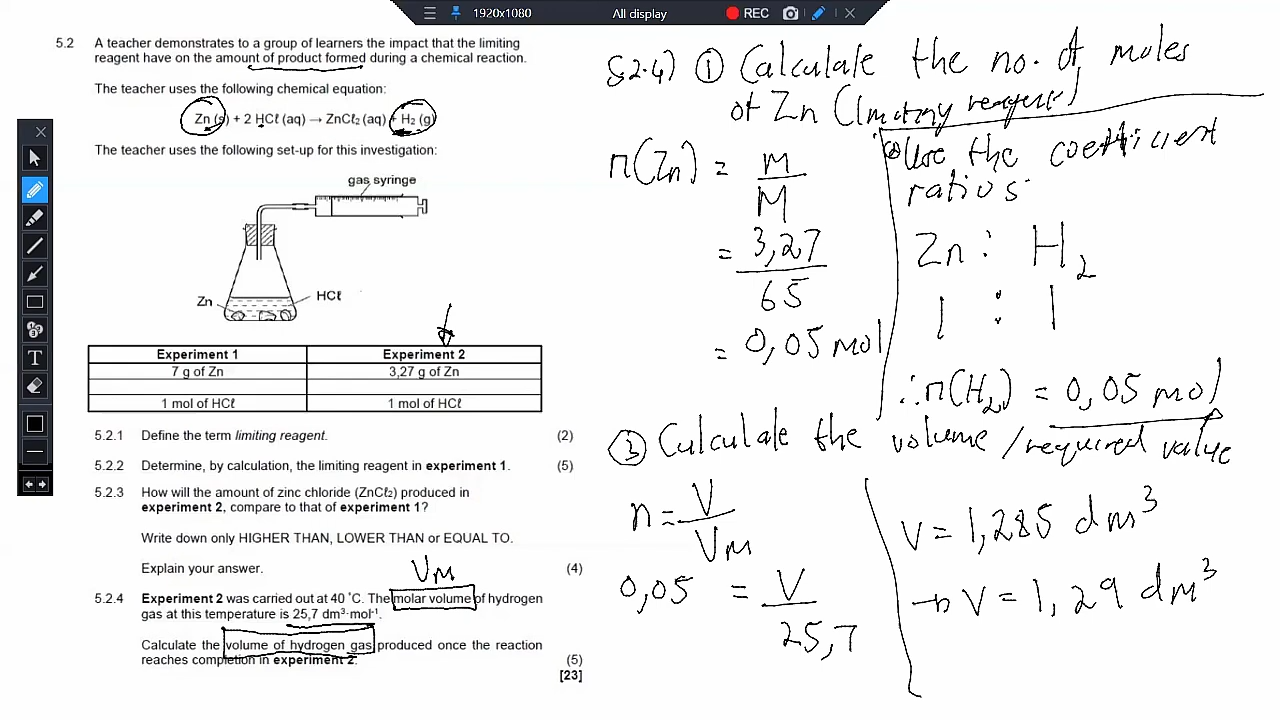 1920x1080
All display
REC
5.2 A teacher demonstrates to a group of learners the impact that the limiting
reagent have on the amount of product formed during a chemical reaction.
The teacher uses the following chemical equation:
Zn (s) + 2 HCℓ (aq) → ZnCℓ₂ (aq) + H₂ (g)
The teacher uses the following set-up for this investigation:
gas syringe
Zn
HCℓ
Experiment 1 Experiment 2
7 g of Zn 3,27 g of Zn
1 mol of HCℓ 1 mol of HCℓ
5.2.1 Define the term limiting reagent. (2)
5.2.2 Determine, by calculation, the limiting reagent in experiment 1. (5)
5.2.3 How will the amount of zinc chloride (ZnCℓ₂) produced in
experiment 2, compare to that of experiment 1?
Write down only HIGHER THAN, LOWER THAN or EQUAL TO.
Explain your answer. (4)
VM
5.2.4 Experiment 2 was carried out at 40 ˚C. The molar volume of hydrogen
gas at this temperature is 25,7 dm³·mol⁻¹.
Calculate the volume of hydrogen gas produced once the reaction
reaches completion in experiment 2. (5)
[23]
5.2.4) ① Calculate the no. of moles
of Zn (limiting reagent)
n(Zn) = m
M
= 3,27
65
= 0,05 mol
② Use the coefficient
ratios
Zn : H₂
1 : 1
∴ n(H₂) = 0,05 mol
③ Calculate the volume/required value
n = V
VM
0,05 = V
25,7
V = 1,285 dm³
→ V = 1,29 dm³